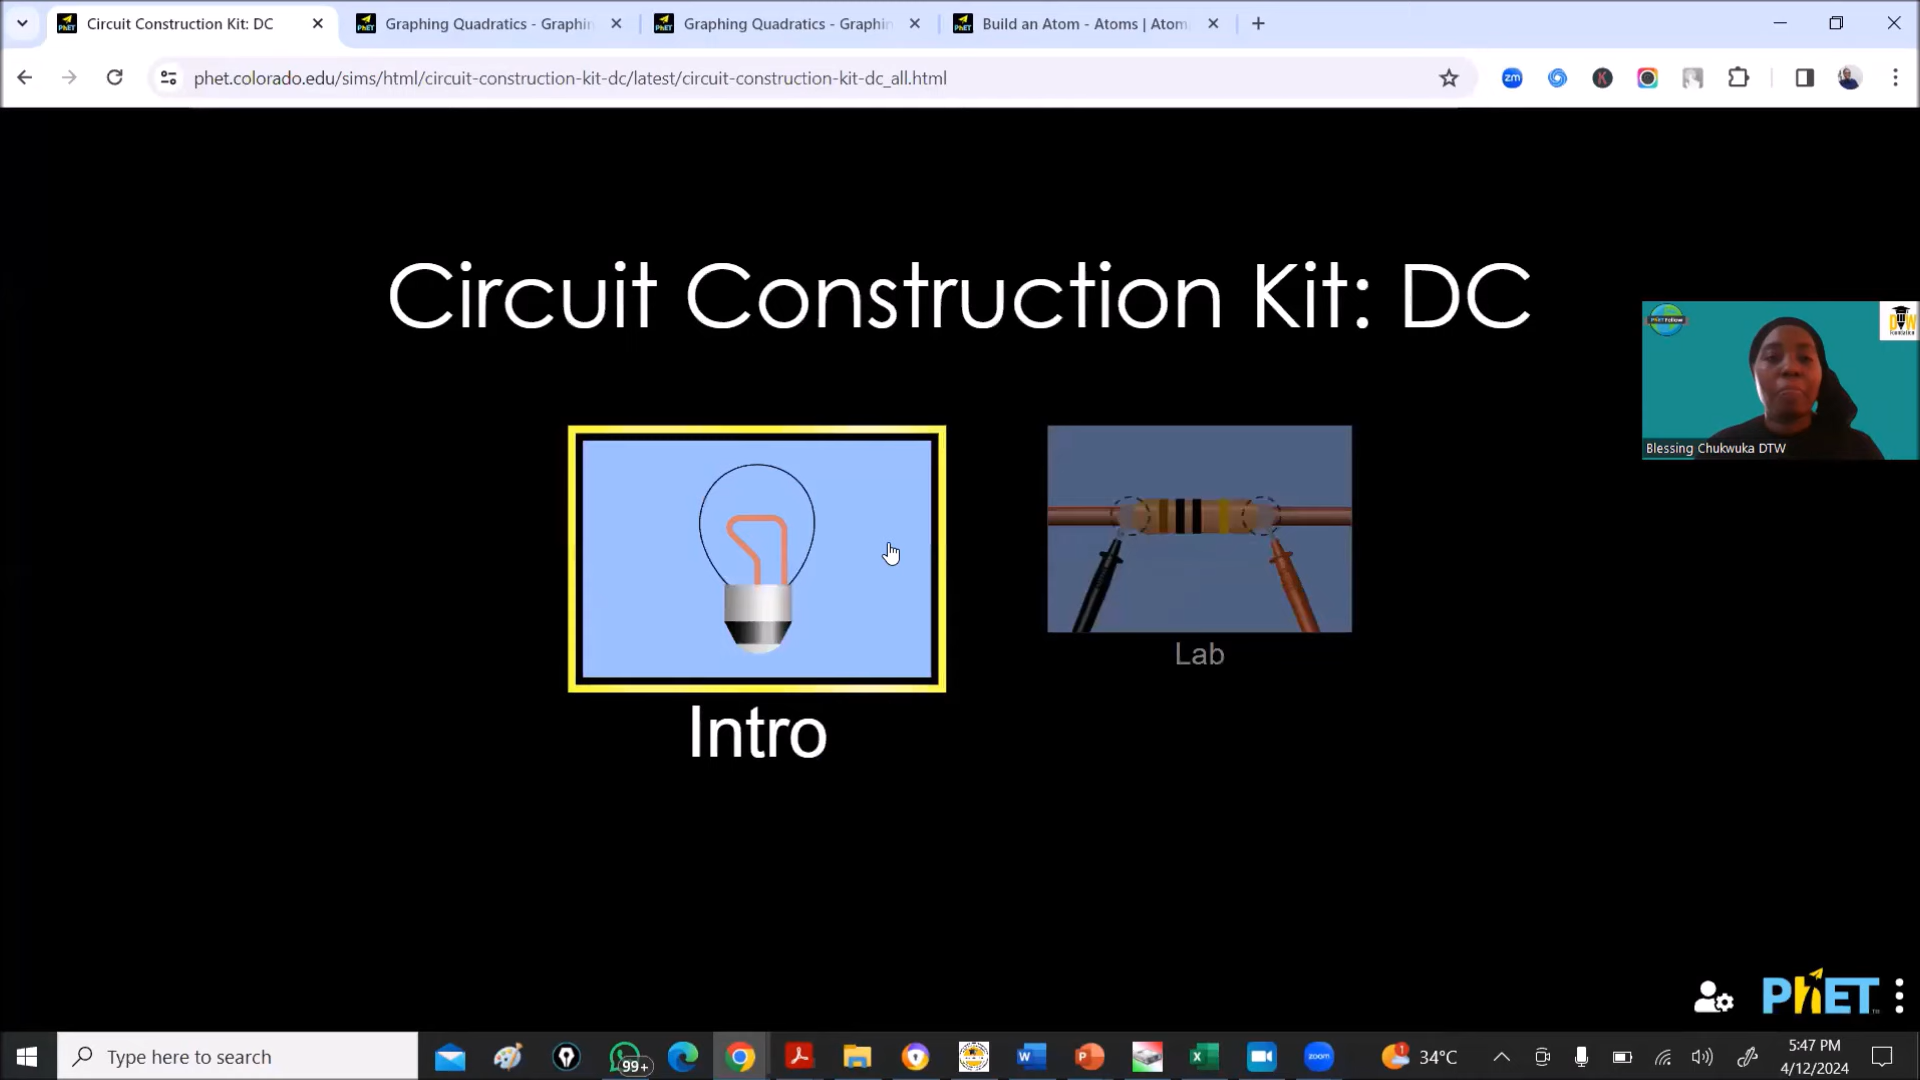 Circuit Construction Kit: DC
Graphing Quadratics - Graphin
Graphing Quadratics - Graphin
Build an Atom - Atoms | Atom
phet.colorado.edu/sims/html/circuit-construction-kit-dc/latest/circuit-construction-kit-dc_all.html
zm
K
Circuit Construction Kit: DC
Blessing Chukwuka DTW
Lab
Intro
PhET
Type here to search
99+
zoom
34°C
5:47 PM
4/12/2024